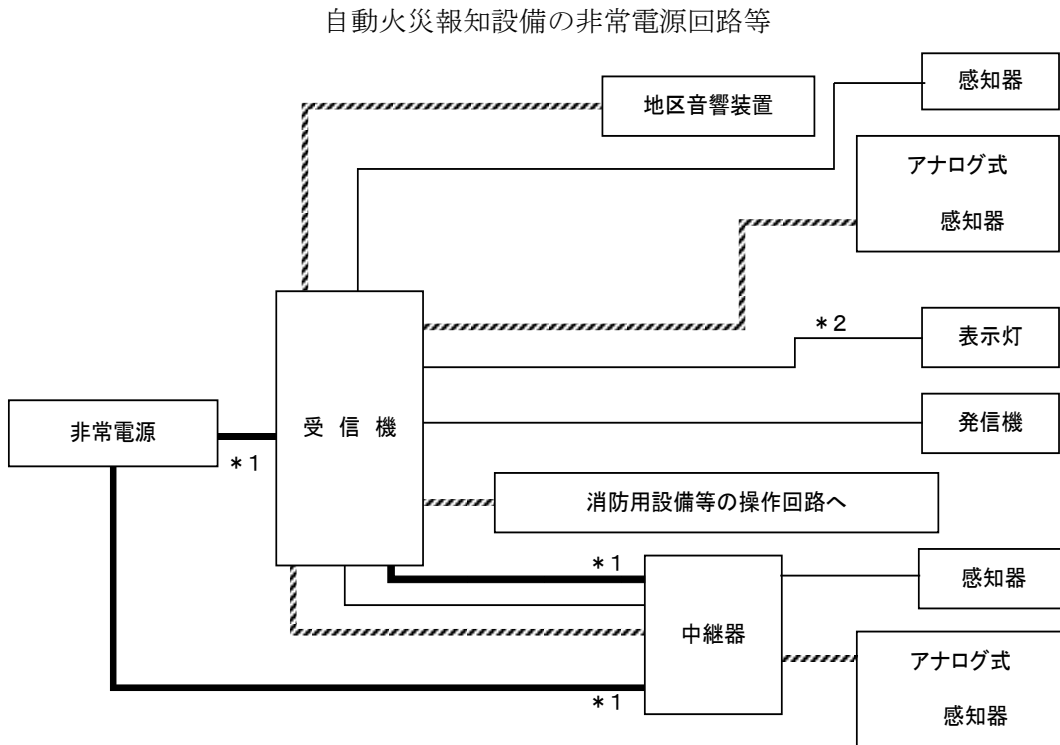 自動火災報知設備の非常電源回路等
感知器
地区音響装置
アナログ式
感知器
＊2
表示灯
受 信 機
非常電源
発信機
＊1
消防用設備等の操作回路へ
＊1
感知器
中継器
アナログ式
感知器
＊1